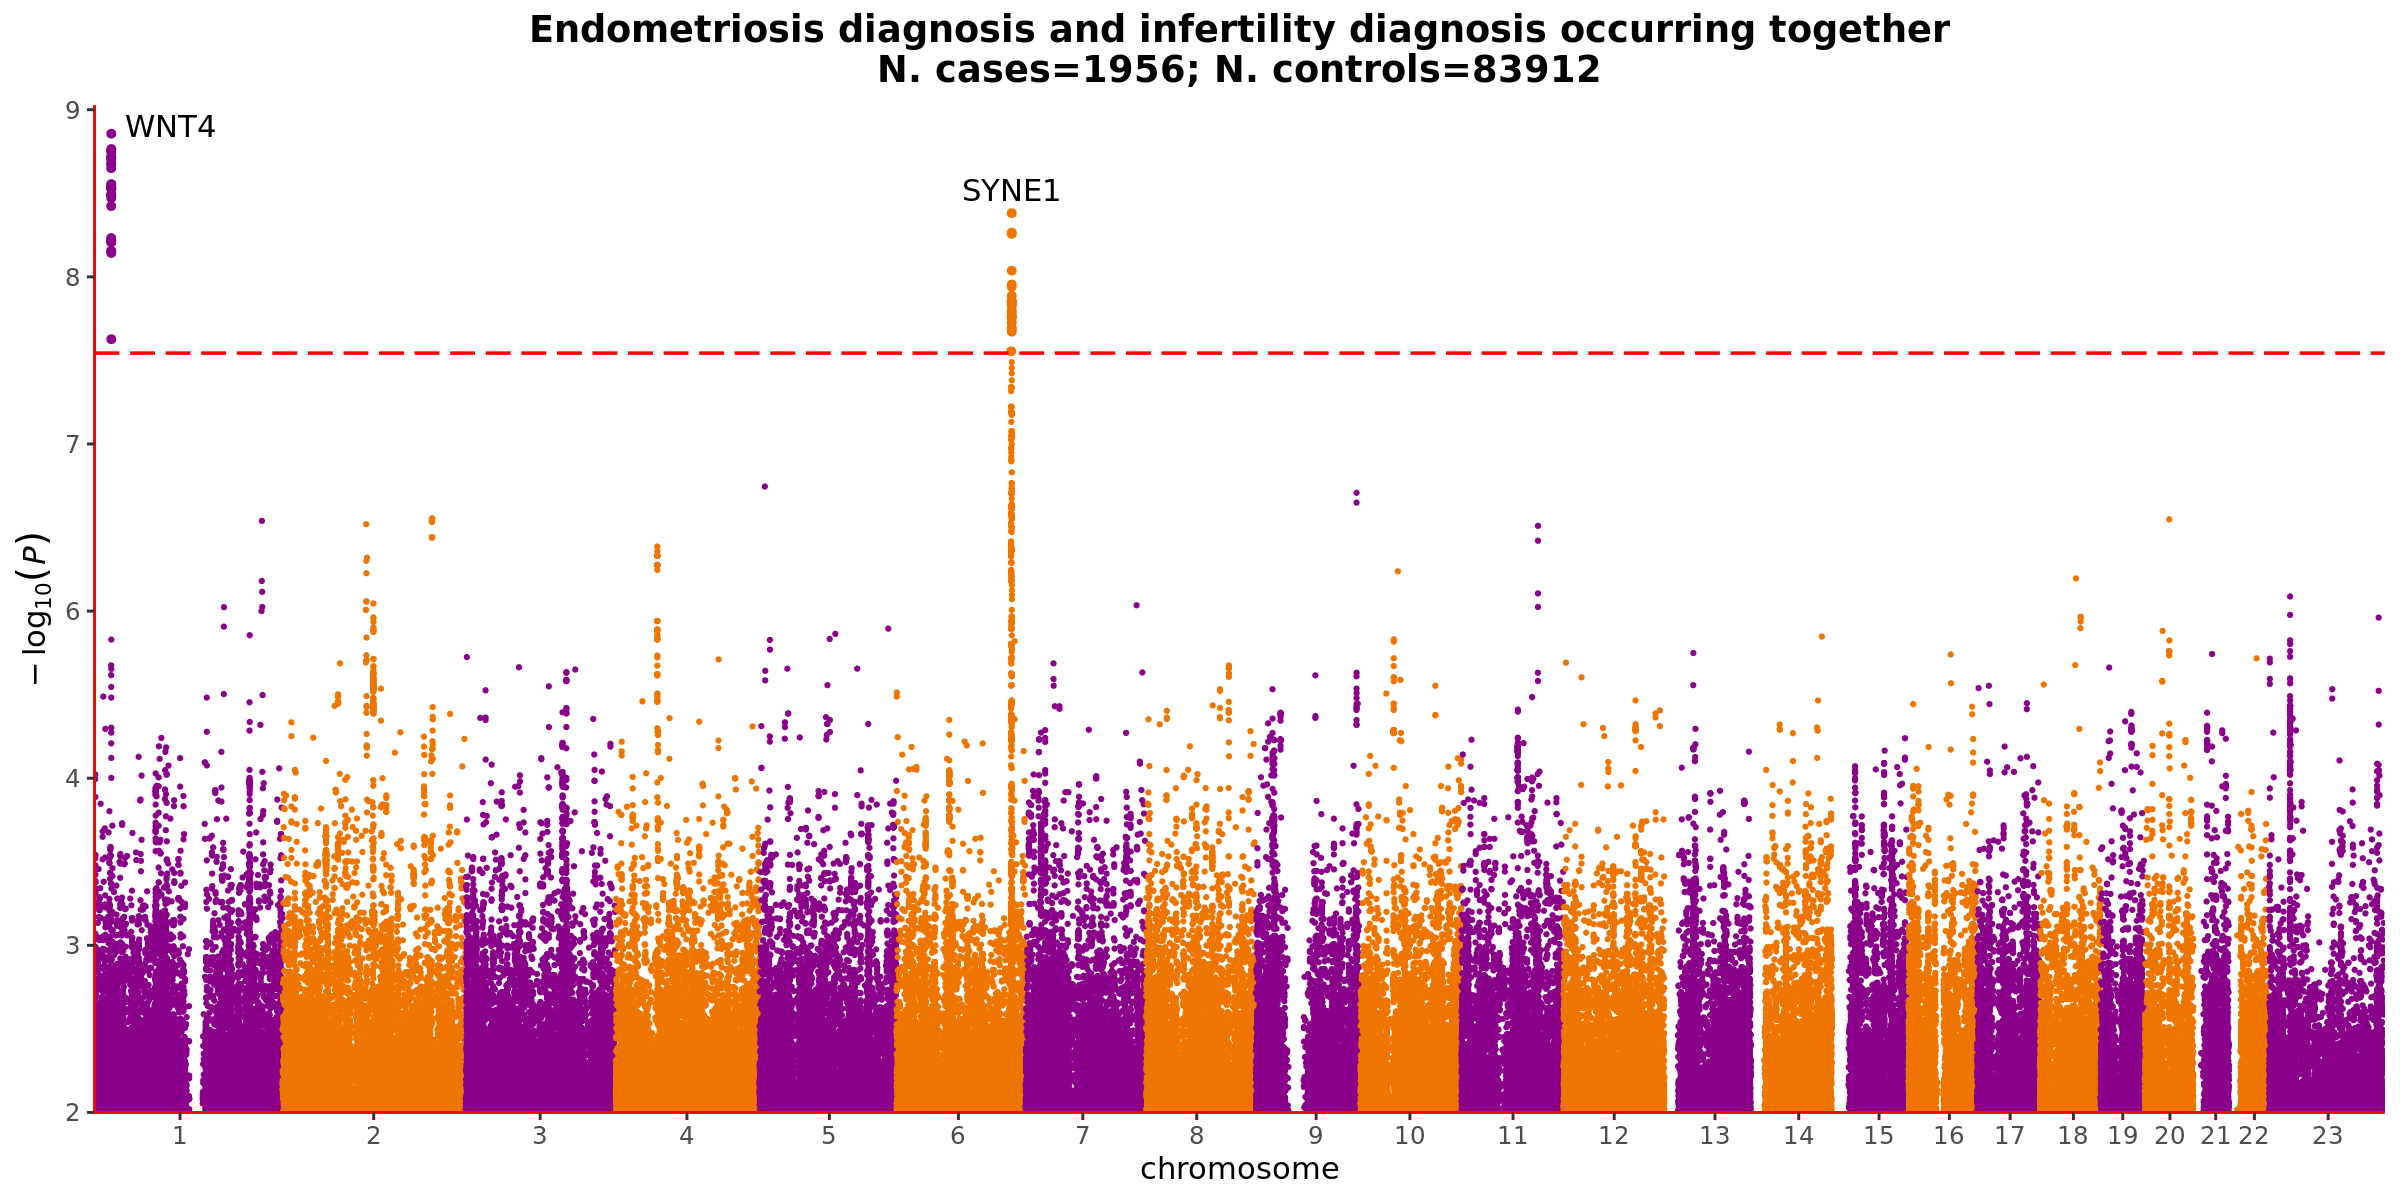 Endometriosis diagnosis and infertility diagnosis occurring together
N. cases=1956; N. controls=83912
9
WNT4
SYNE1
8
7
6
4
3
2
−log10(P)
1 2 3 4 5 6 7 8 9 10 11 12 13 14 15 16 17 18 19 20 21 22 23
chromosome